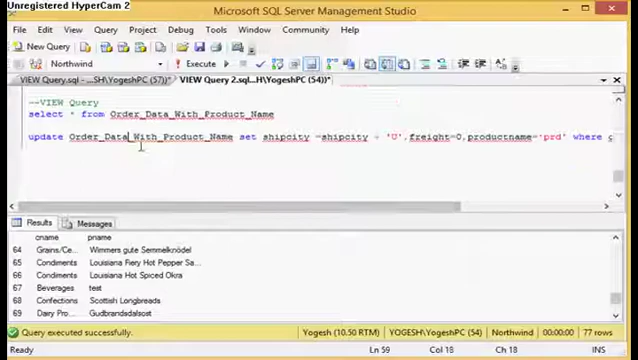 Unregistered HyperCam 2
Microsoft SQL Server Management Studio
File Edit View Query Project Debug Tools Window Community Help
New Query
Northwind Execute
VIEW Query.sql - ...SH\YogeshPC (57))* VIEW Query 2.sql...H\YogeshPC (54))*
--VIEW Query
select * from Order_Data_With_Product_Name
update Order_Data_With_Product_Name set shipcity =shipcity + 'U',freight=0,productname='prd' where
Results Messages
cname pname
64 Grains/Ce... Wimmers gute Semmelknödel
65 Condiments Louisiana Fiery Hot Pepper Sa...
66 Condiments Louisiana Hot Spiced Okra
67 Beverages test
68 Confections Scottish Longbreads
69 Dairy Pro... Gudbrandsdalsost
Query executed successfully. Yogesh (10.50 RTM) YOGESH\YogeshPC (54) Northwind 00:00:00 77 rows
Ready Ln 59 Col 18 Ch 18 INS